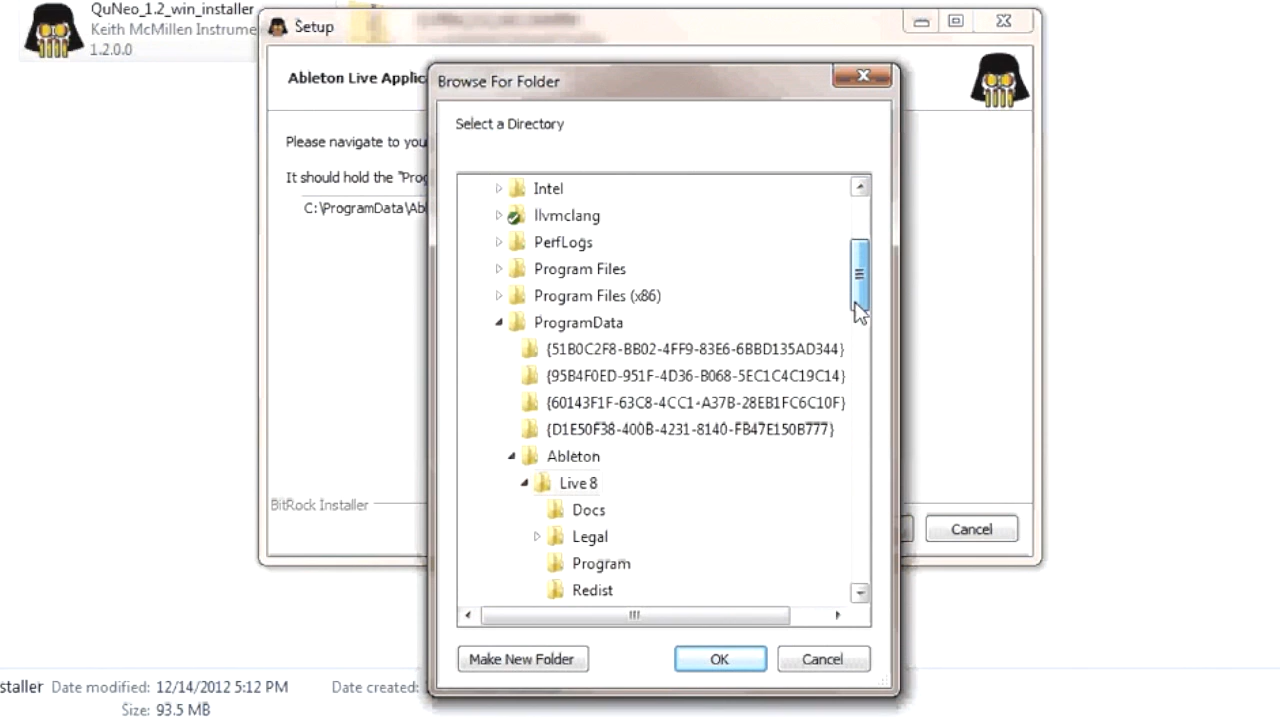 QuNeo_1.2_win_installer
Keith McMillen Instrume
1.2.0.0
Setup
Ableton Live Applic
Please navigate to you
It should hold the "Prog
C:\ProgramData\Abl
BitRock Installer
Cancel
Browse For Folder
Select a Directory
Intel
llvmclang
PerfLogs
Program Files
Program Files (x86)
ProgramData
{51B0C2F8-BB02-4FF9-83E6-6BBD135AD344}
{95B4F0ED-951F-4D36-B068-5EC1C4C19C14}
{60143F1F-63C8-4CC1-A37B-28EB1FC6C10F}
{D1E50F38-400B-4231-8140-FB47E150B777}
Ableton
Live 8
Docs
Legal
Program
Redist
Make New Folder OK Cancel
staller Date modified: 12/14/2012 5:12 PM Date created:
Size: 93.5 MB